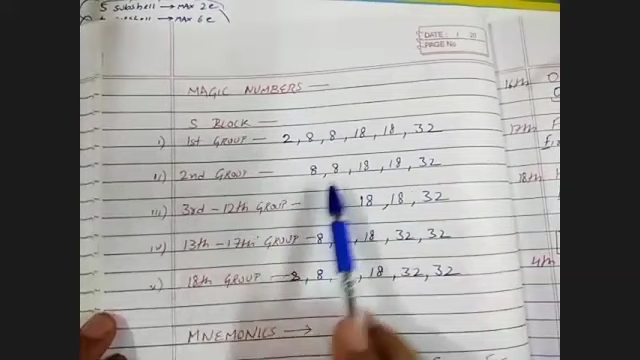 S subshell → MAX 2e
→ MAX 6e
DATE: 1 20
PAGE No
MAGIC NUMBERS —
S BLOCK —
i) 1st GROUP — 2, 8, 8, 18, 18, 32
ii) 2nd GROUP — 8, 8, 18, 18, 32
iii) 3rd - 12th GROUP — 18, 18, 32
iv) 13th - 17th GROUP — 8, 18, 32, 32
v) 18th GROUP — 8, 8, 18, 32, 32
MNEMONICS →
16th
17th
18th
4th